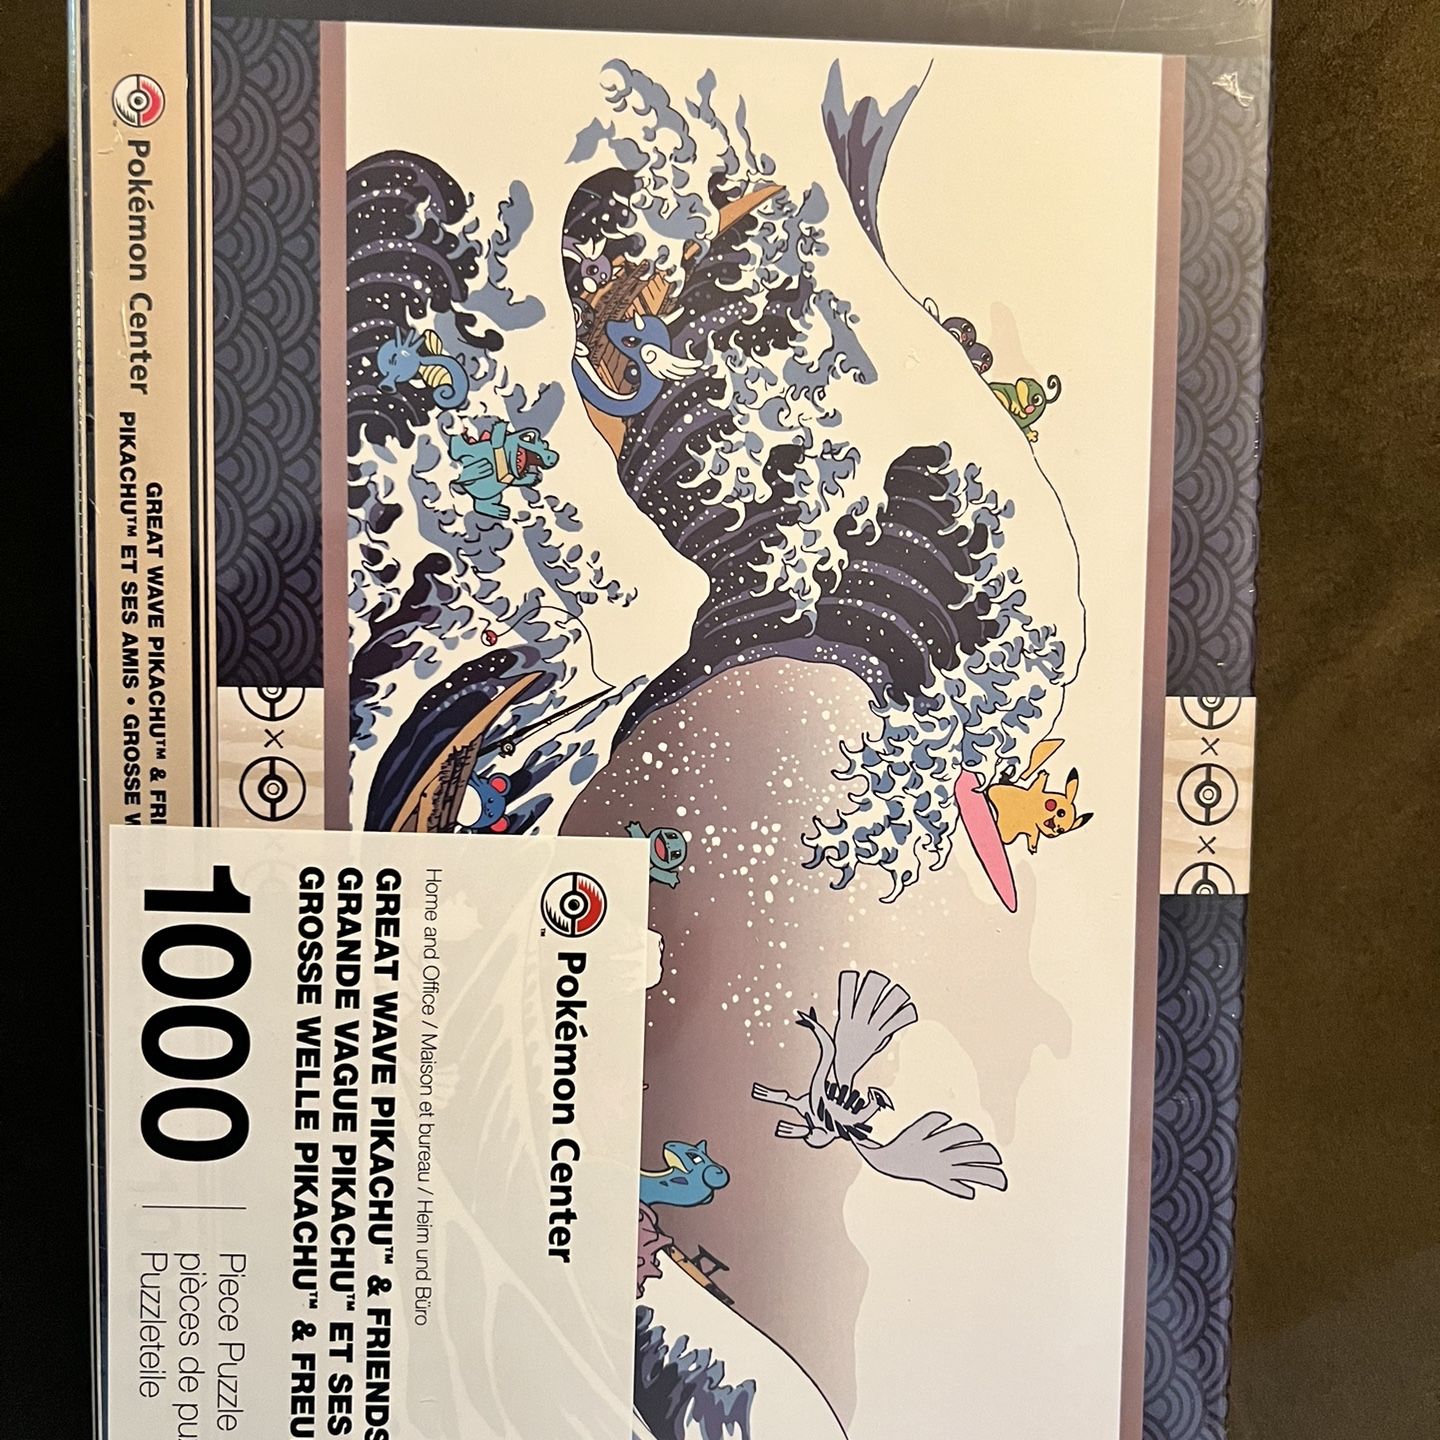 Pokémon Center
GREAT WAVE PIKACHU™ & FRI
PIKACHU™ ET SES AMIS • GROSSE W
Pokémon Center
Home and Office / Maison et bureau / Heim und Büro
GREAT WAVE PIKACHU™ & FRIENDS
GRANDE VAGUE PIKACHU™ ET SES
GROSSE WELLE PIKACHU™ & FREU
1000
Piece Puzzle
pièces de pu
Puzzleteile